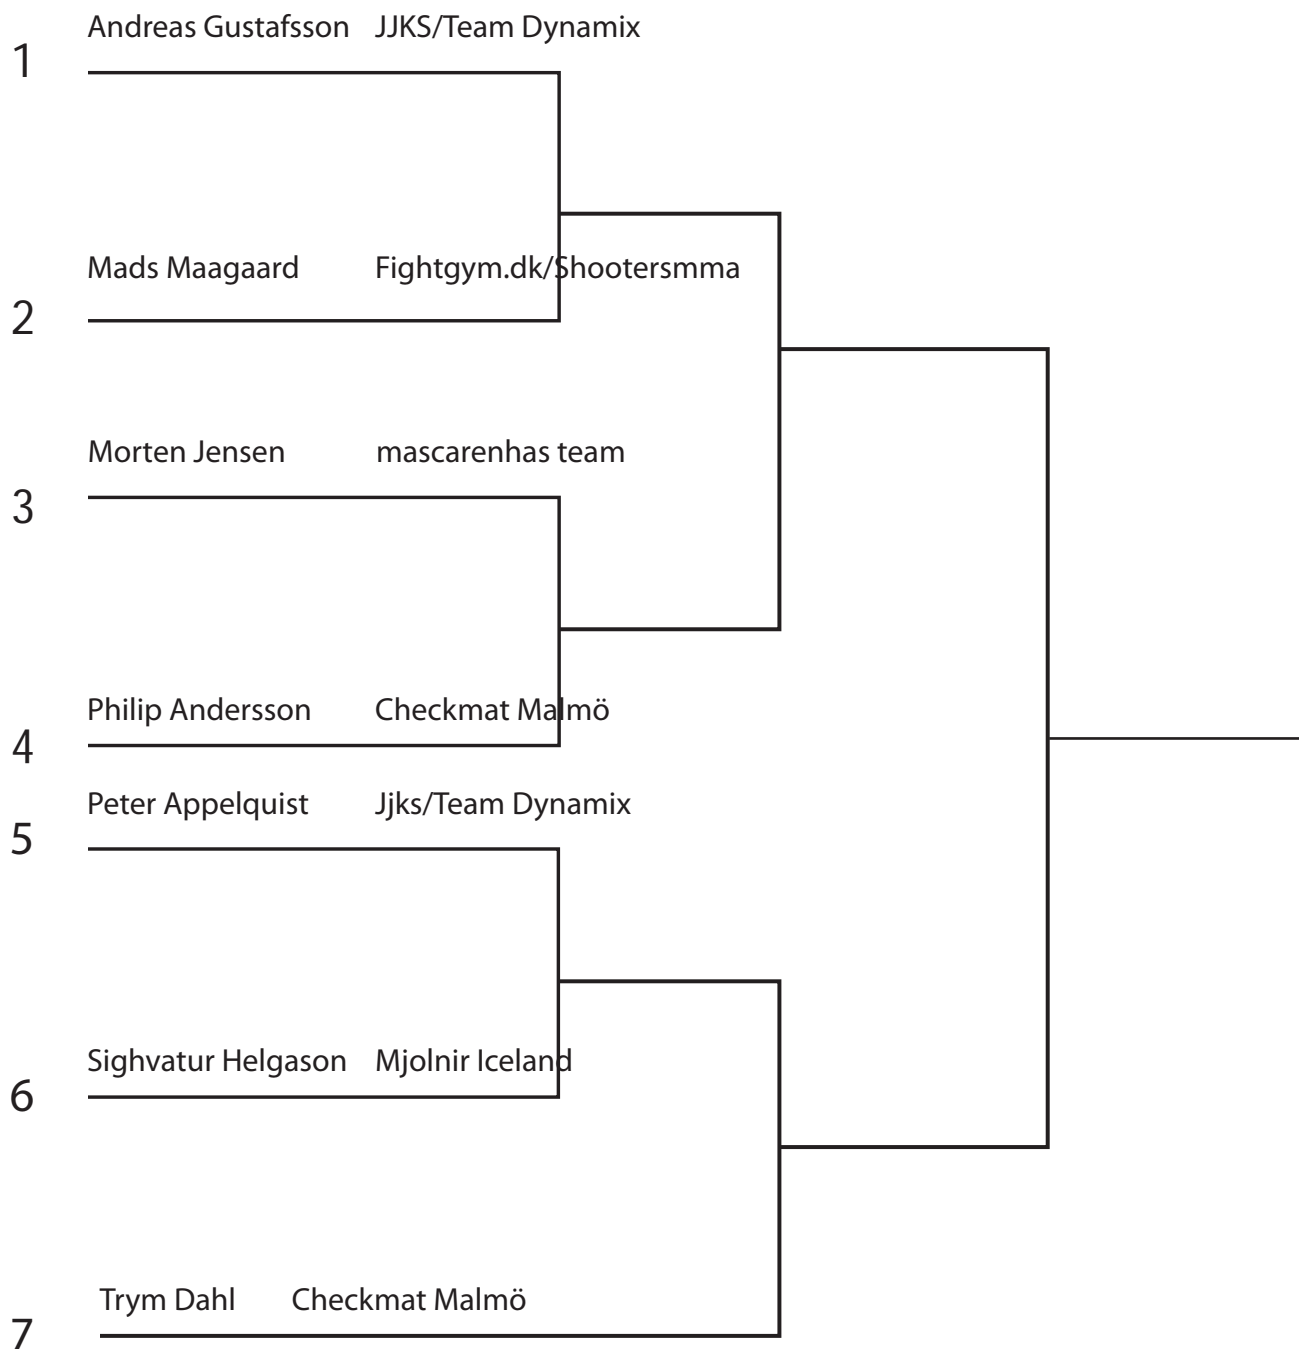 Andreas Gustafsson JJKS/Team Dynamix
1
Mads Maagaard Fightgym.dk/Shootersmma
2
Morten Jensen mascarenhas team
3
Philip Andersson Checkmat Malmö
4
Peter Appelquist Jjks/Team Dynamix
5
Sighvatur Helgason Mjolnir Iceland
6
Trym Dahl Checkmat Malmö
7